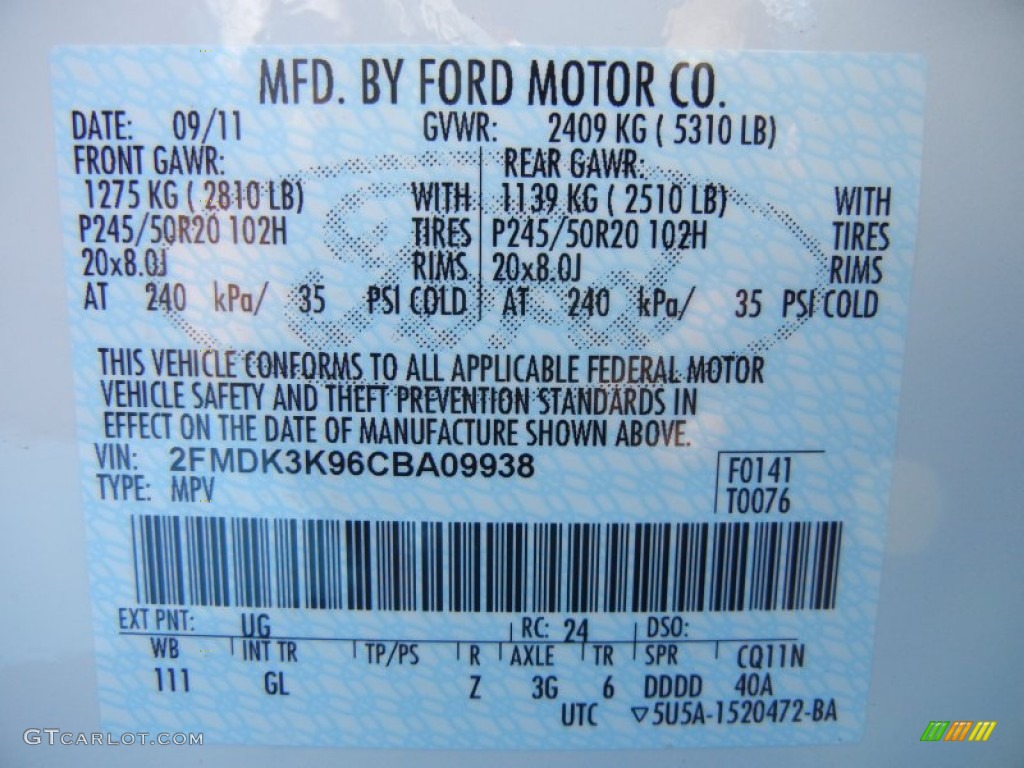 MFD. BY FORD MOTOR CO.
DATE: 09/11 GVWR: 2409 KG ( 5310 LB)
FRONT GAWR: REAR GAWR:
1275 KG ( 2810 LB) WITH 1139 KG ( 2510 LB) WITH
P245/50R20 102H TIRES P245/50R20 102H TIRES
20x8.0J RIMS 20x8.0J RIMS
AT 240 kPa/ 35 PSI COLD AT 240 kPa/ 35 PSI COLD
THIS VEHICLE CONFORMS TO ALL APPLICABLE FEDERAL MOTOR
VEHICLE SAFETY AND THEFT PREVENTION STANDARDS IN
EFFECT ON THE DATE OF MANUFACTURE SHOWN ABOVE.
VIN: 2FMDK3K96CBA09938 F0141
TYPE: MPV T0076
EXT PNT: UG RC: 24 DSO:
WB INT TR TP/PS R AXLE TR SPR CQ11N
111 GL Z 3G 6 DDDD 40A
UTC ▽5U5A-1520472-BA
GTCARLOT.COM